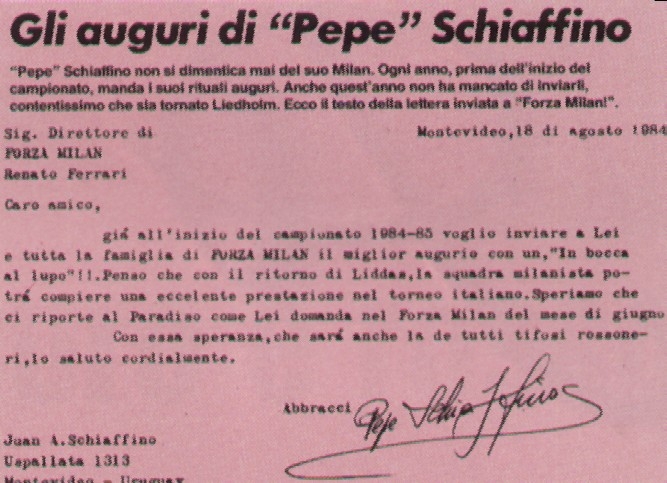 Gli auguri di "Pepe" Schiaffino
"Pepe" Schiaffino non si dimentica mai del suo Milan. Ogni anno, prima dell'inizio del
campionato, manda i suoi rituali auguri. Anche quest'anno non ha mancato di inviarli,
contentissimo che sia tornato Liedholm. Ecco il testo della lettera inviata a "Forza Milan!".
Sig. Direttore di Montevideo,18 di agosto 1984
FORZA MILAN
Renato Ferrari
Caro amico,
giá all'inizio del campionato 1984-85 voglio inviare a Lei
e tutta la famiglia di FORZA MILAN il miglior augurio con un,"In bocca
al lupo"!!.Penso che con il ritorno di Liddas,la squadra milanista po-
trá compiere una eccelente prestazione nel torneo italiano.Speriamo che
ci riporte al Paradiso come Lei domanda nel Forza Milan del mese di giugno
Con essa speranza,che sará anche la de tutti tifosi rossone-
ri,lo saluto cordialmente.
Abbracci Pepe Schiaffino
Juan A.Schiaffino
Uspallata 1313
Montevideo - Uruguay